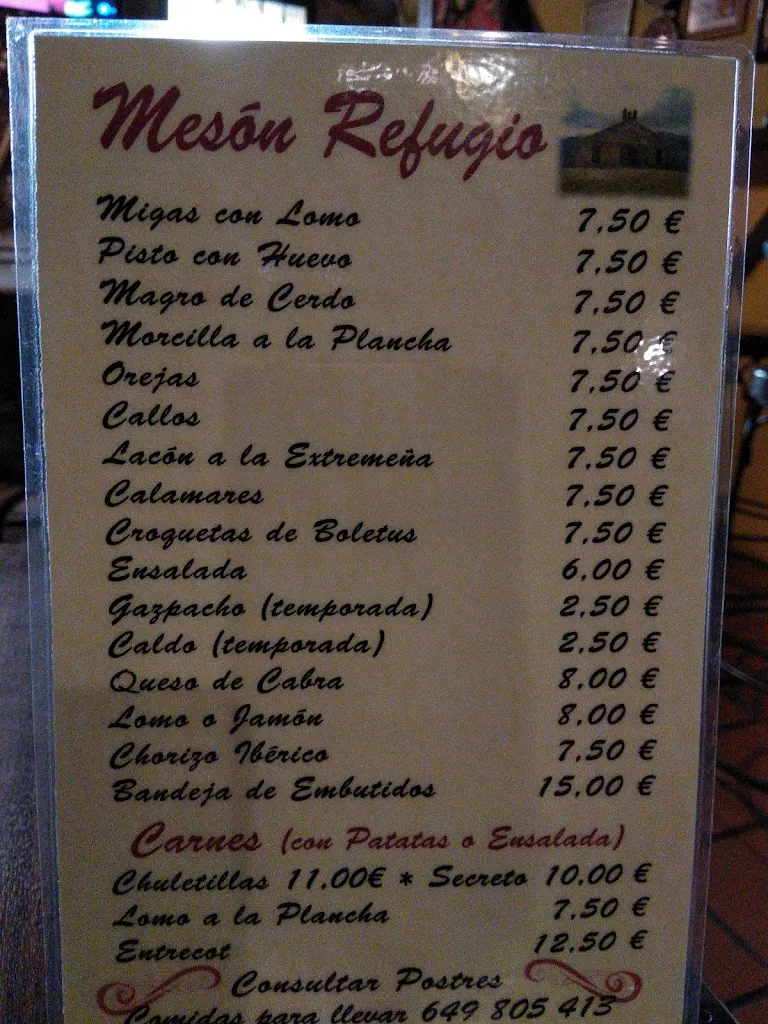 Mesón Refugio
Migas con Lomo 7,50 €
Pisto con Huevo 7,50 €
Magro de Cerdo 7,50 €
Morcilla a la Plancha 7,50 €
Orejas 7,50 €
Callos 7,50 €
Lacón a la Extremeña 7,50 €
Calamares 7,50 €
Croquetas de Boletus 7,50 €
Ensalada 6,00 €
Gazpacho (temporada) 2,50 €
Caldo (temporada) 2,50 €
Queso de Cabra 8,00 €
Lomo o Jamón 8,00 €
Chorizo Ibérico 7,50 €
Bandeja de Embutidos 15,00 €
Carnes (con Patatas o Ensalada)
Chuletillas 11,00€ * Secreto 10,00 €
Lomo a la Plancha 7,50 €
Entrecot 12,50 €
Consultar Postres
Comidas para llevar 649 805 413